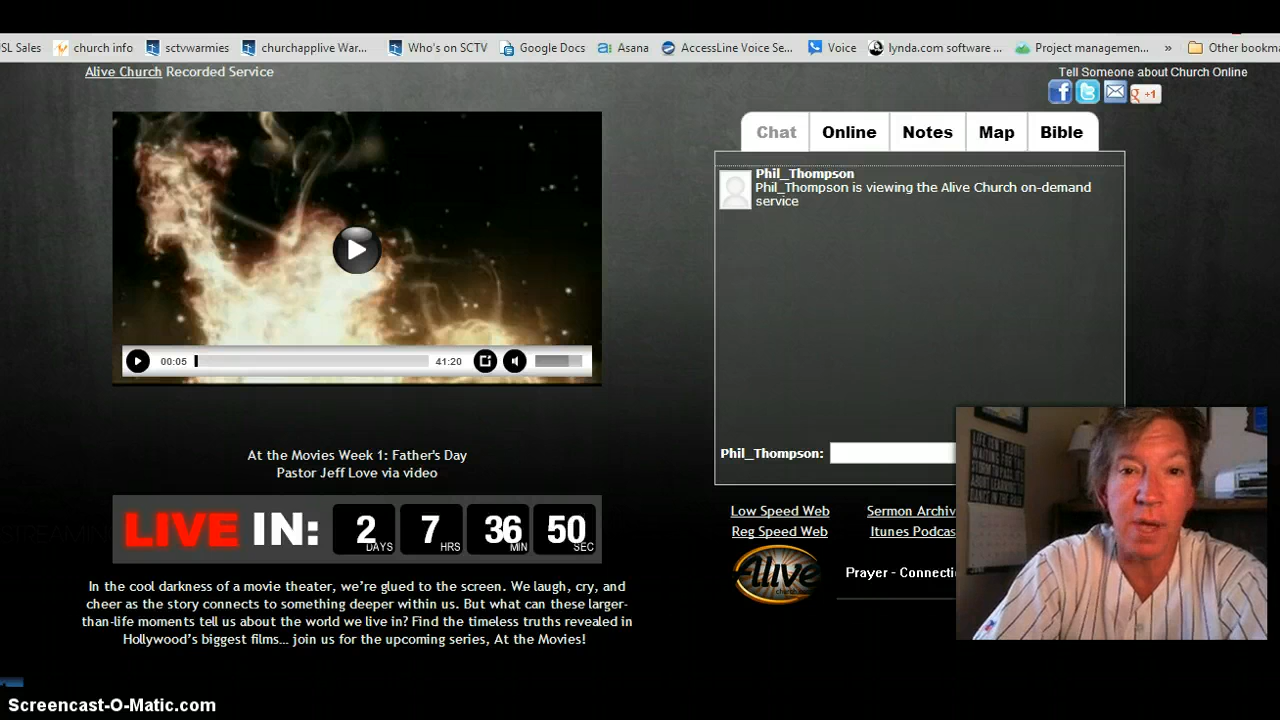 SL Sales church info sctvwarmies churchapplive War... Who's on SCTV Google Docs Asana AccessLine Voice Se... Voice lynda.com software ... Project managemen... » Other bookma
Alive Church Recorded Service
Tell Someone about Church Online
+1
Chat Online Notes Map Bible
Phil_Thompson
Phil_Thompson is viewing the Alive Church on-demand
service
00:05 41:20
Phil_Thompson:
At the Movies Week 1: Father's Day
Pastor Jeff Love via video
LIVE IN: 2 DAYS 7 HRS 36 MIN 50 SEC
Low Speed Web Sermon Archiv
Reg Speed Web Itunes Podcas
Alive
Prayer - Connecti
In the cool darkness of a movie theater, we’re glued to the screen. We laugh, cry, and
cheer as the story connects to something deeper within us. But what can these larger-
than-life moments tell us about the world we live in? Find the timeless truths revealed in
Hollywood’s biggest films… join us for the upcoming series, At the Movies!
Screencast-O-Matic.com